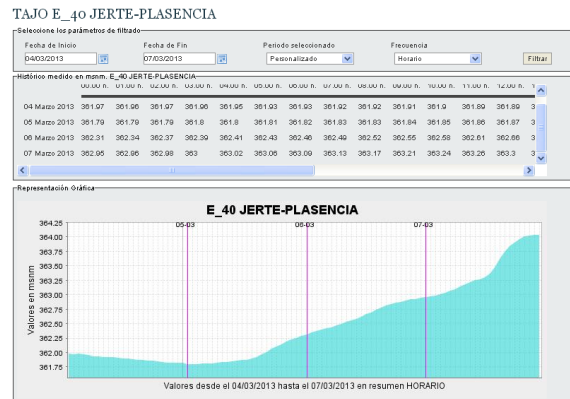 TAJO E_40 JERTE-PLASENCIA
Seleccione los parámetros de filtrado
Fecha de Inicio Fecha de Fin Periodo seleccionado Frecuencia
04/03/2013 07/03/2013 Personalizado Horario Filtrar
Histórico medido en msnm. E_40 JERTE-PLASENCIA
00.00 h. 01.00 h. 02.00 h. 03.00 h. 04.00 h. 05.00 h. 06.00 h. 07.00 h. 08.00 h. 09.00 h. 10.00 h. 11.00 h. 12.00 h. 1
04 Marzo 2013 361.97 361.96 361.97 361.96 361.95 361.93 361.93 361.92 361.92 361.91 361.9 361.89 361.89 3
05 Marzo 2013 361.79 361.79 361.79 361.8 361.8 361.81 361.82 361.83 361.83 361.84 361.85 361.86 361.87 3
06 Marzo 2013 362.31 362.34 362.37 362.39 362.41 362.43 362.46 362.49 362.52 362.55 362.58 362.61 362.66 3
07 Marzo 2013 362.95 362.96 362.98 363 363.02 363.06 363.09 363.13 363.17 363.21 363.24 363.26 363.3 3
Representación Gráfica
E_40 JERTE-PLASENCIA
05-03 06-03 07-03
364.25
364.00
363.75
363.50
363.25
363.00
362.75
362.50
362.25
362.00
361.75
Valores en msnm
Valores desde el 04/03/2013 hasta el 07/03/2013 en resumen HORARIO